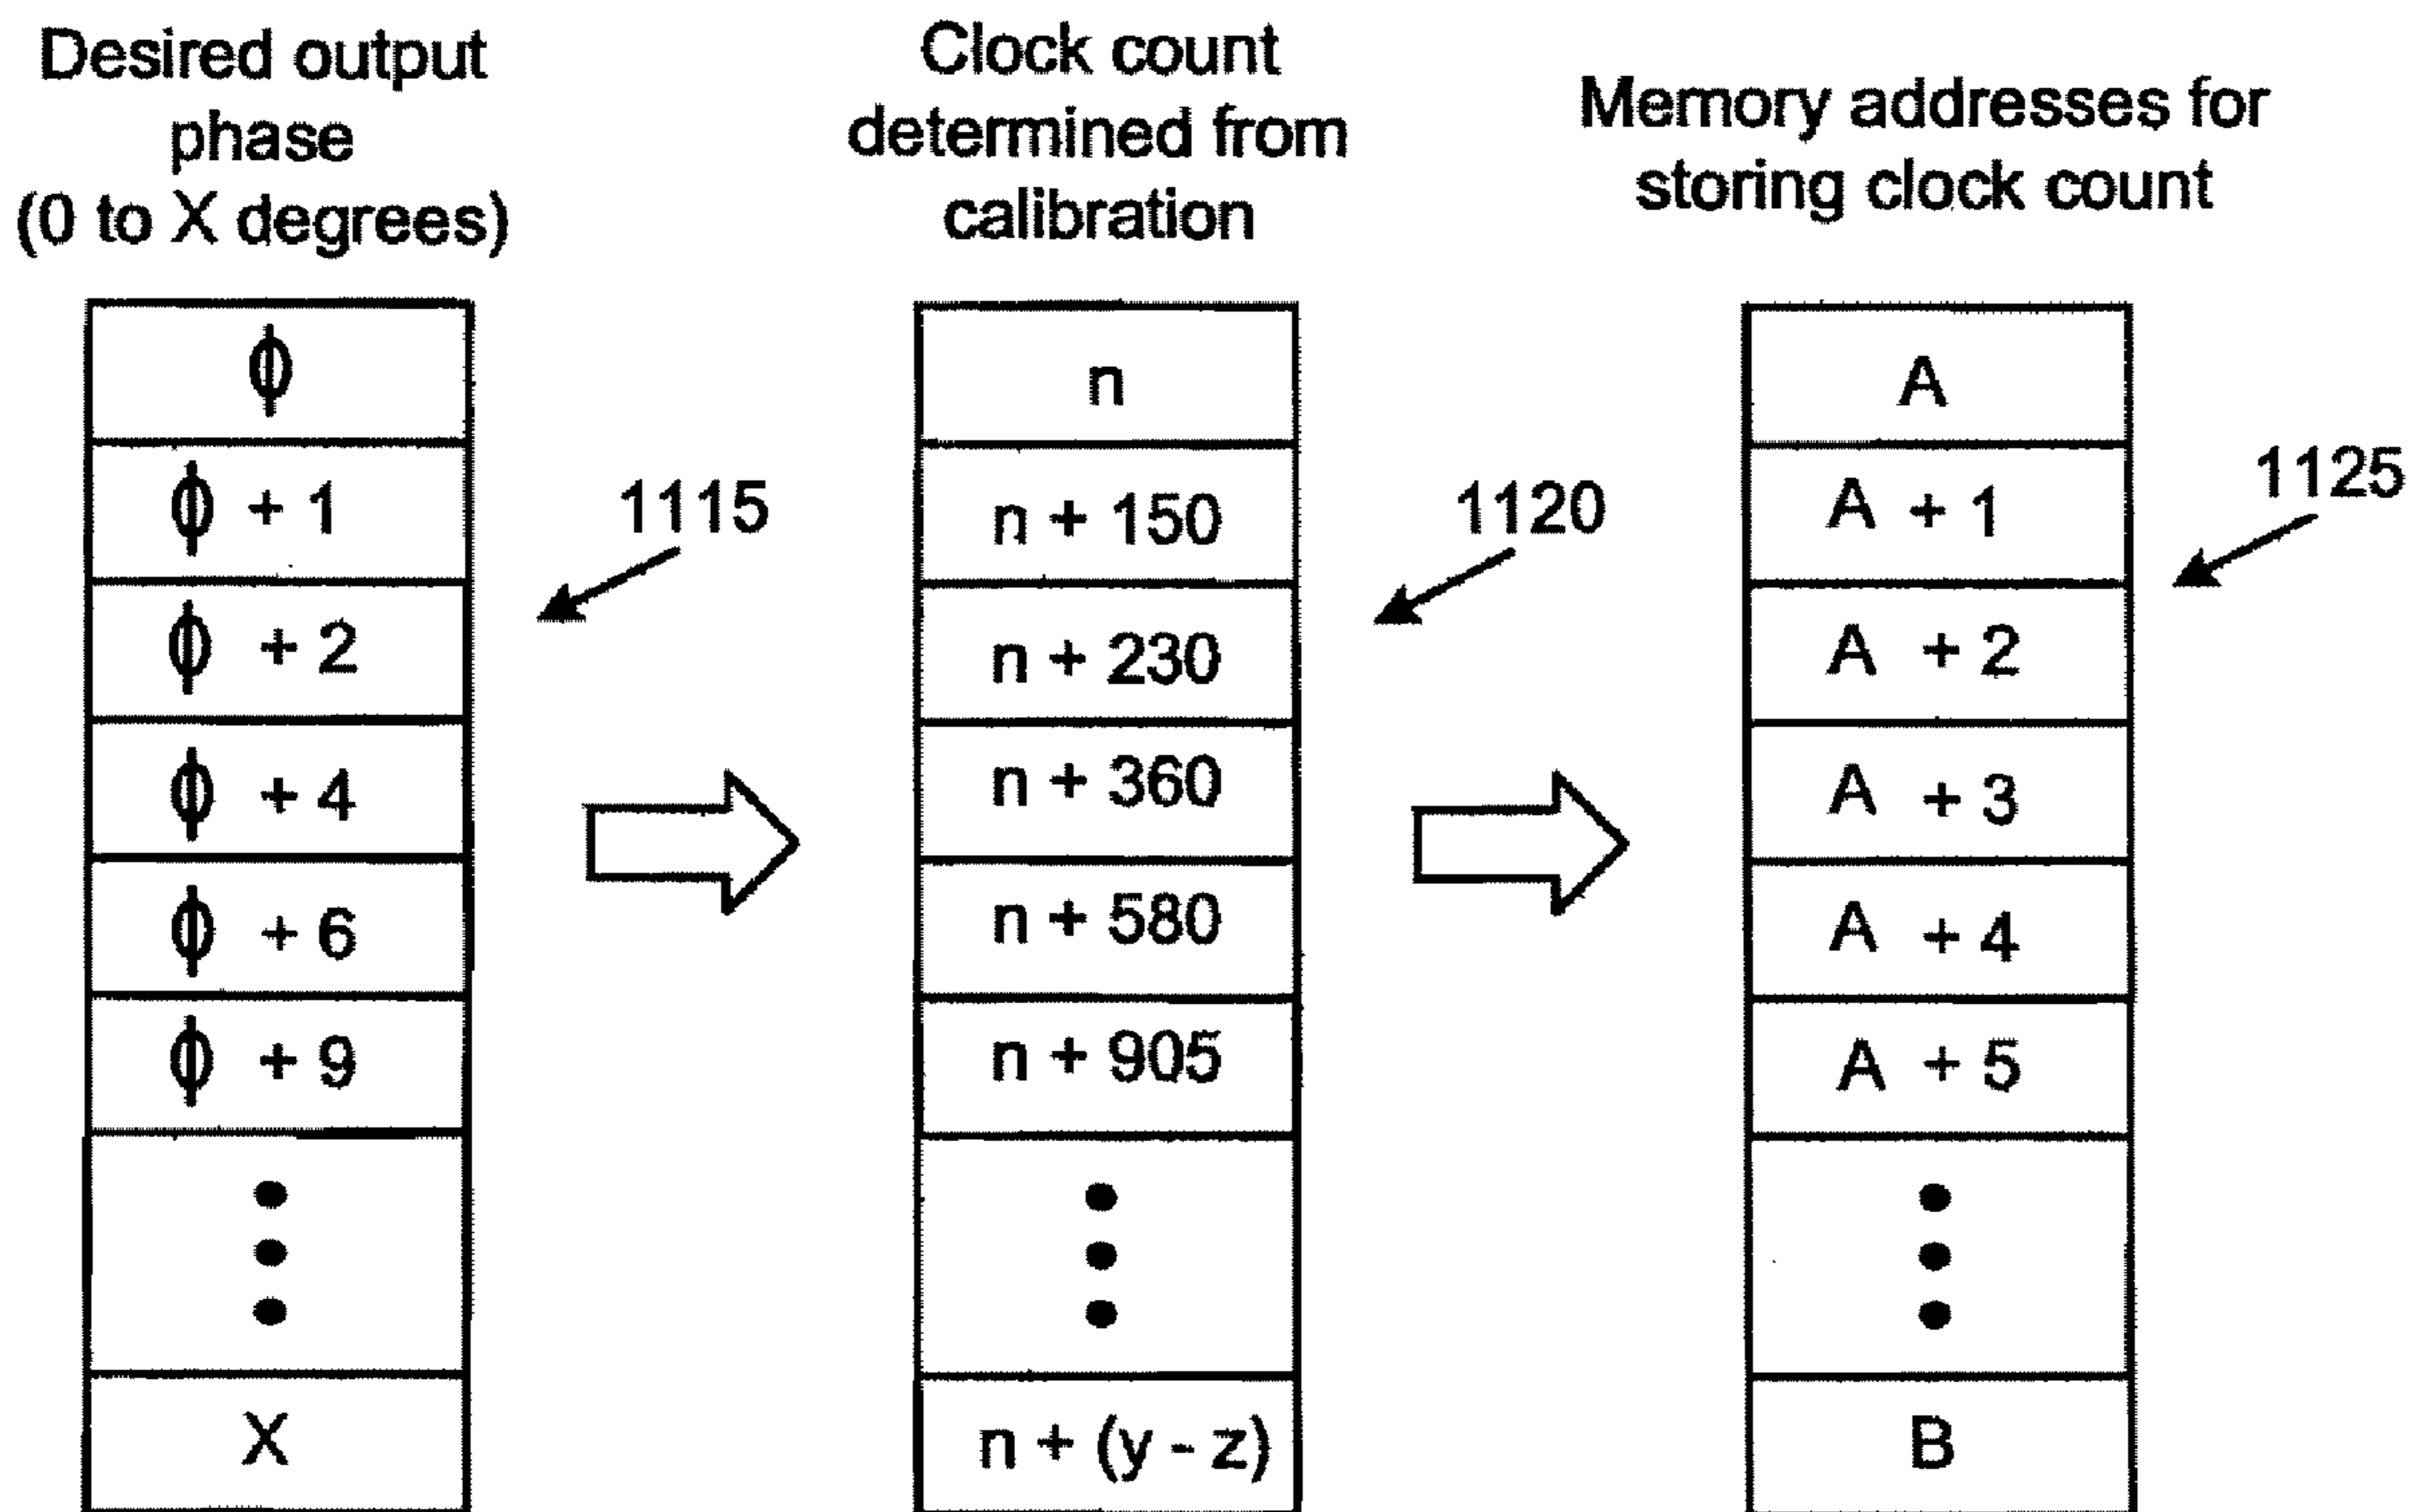 Desired output
phase
(0 to X degrees)
Clock count
determined from
calibration
Memory addresses for
storing clock count
ϕ
ϕ + 1
ϕ + 2
ϕ + 4
ϕ + 6
ϕ + 9
X
1115
n
n + 150
n + 230
n + 360
n + 580
n + 905
n + (y - z)
1120
A
A + 1
A + 2
A + 3
A + 4
A + 5
B
1125